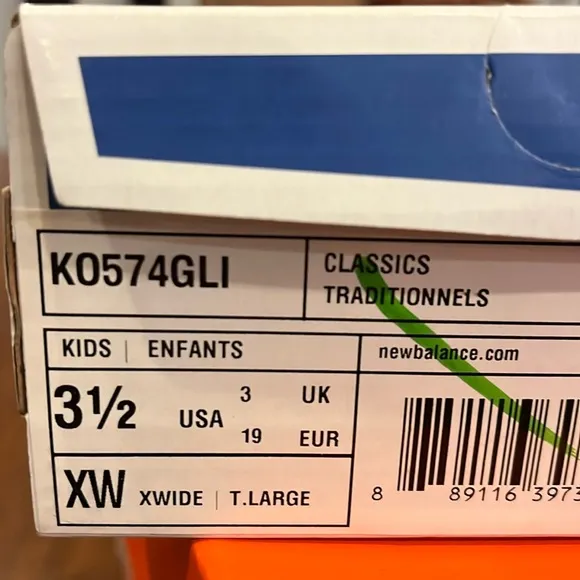 KO574GLI
CLASSICS
TRADITIONNELS
KIDS | ENFANTS
newbalance.com
3½ USA 3 UK
19 EUR
XW XWIDE | T.LARGE
8 89116 3973